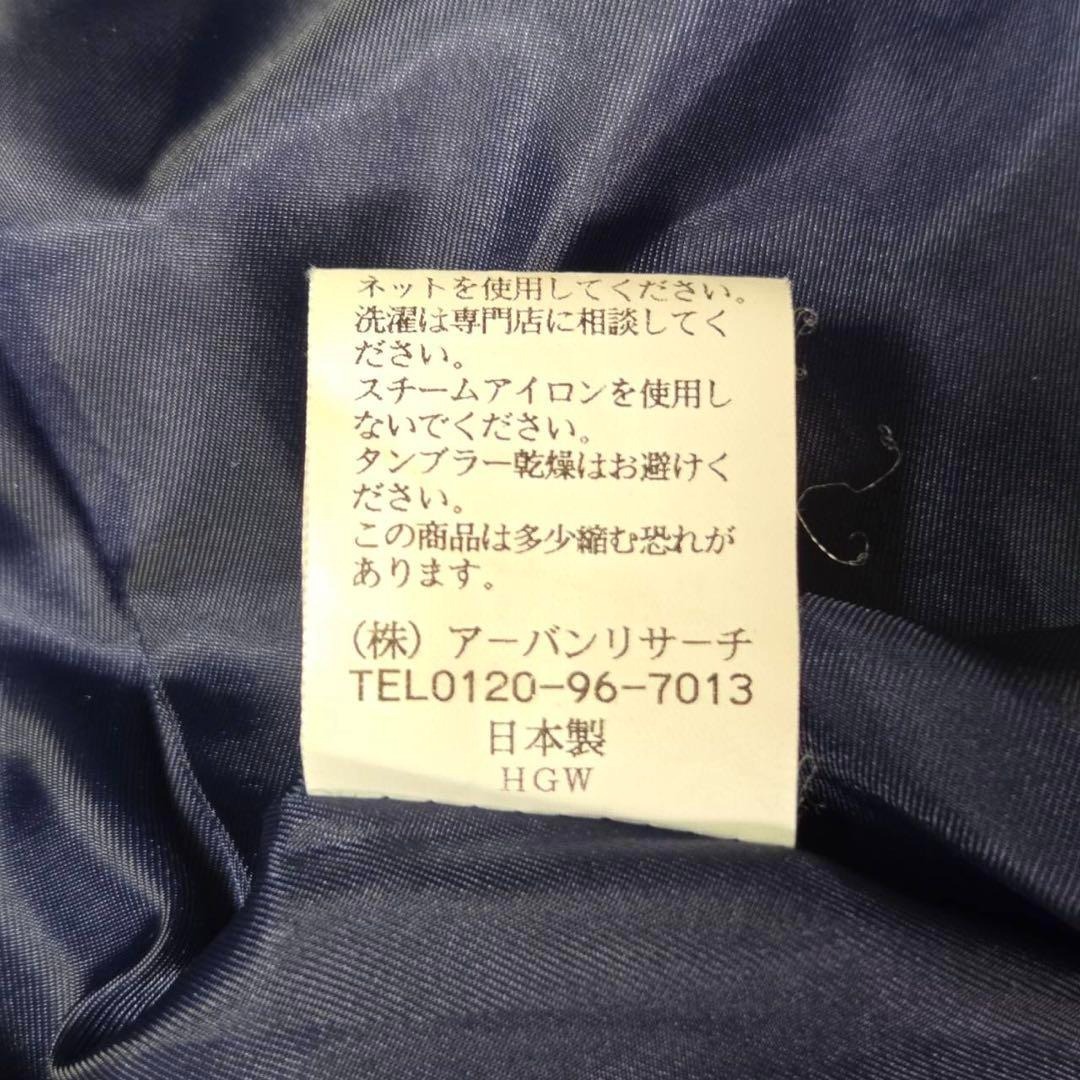 ネットを使用してください。
洗濯は専門店に相談してく
ださい。
スチームアイロンを使用し
ないでください。
タンブラー乾燥はお避けく
ださい。
この商品は多少縮む恐れが
あります。
(株) アーバンリサーチ
TEL0120-96-7013
日本製
HGW